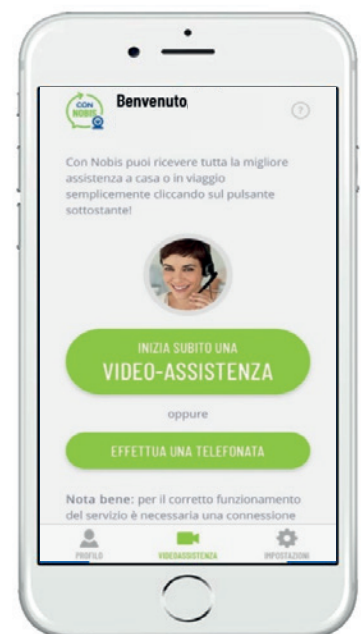 CON
NOBIS
Benvenuto
?
Con Nobis puoi ricevere tutta la migliore
assistenza a casa o in viaggio
semplicemente cliccando sul pulsante
sottostante!
INIZIA SUBITO UNA
VIDEO-ASSISTENZA
oppure
EFFETTUA UNA TELEFONATA
Nota bene: per il corretto funzionamento
del servizio è necessaria una connessione
PROFILO
VIDEOASSISTENZA
IMPOSTAZIONI